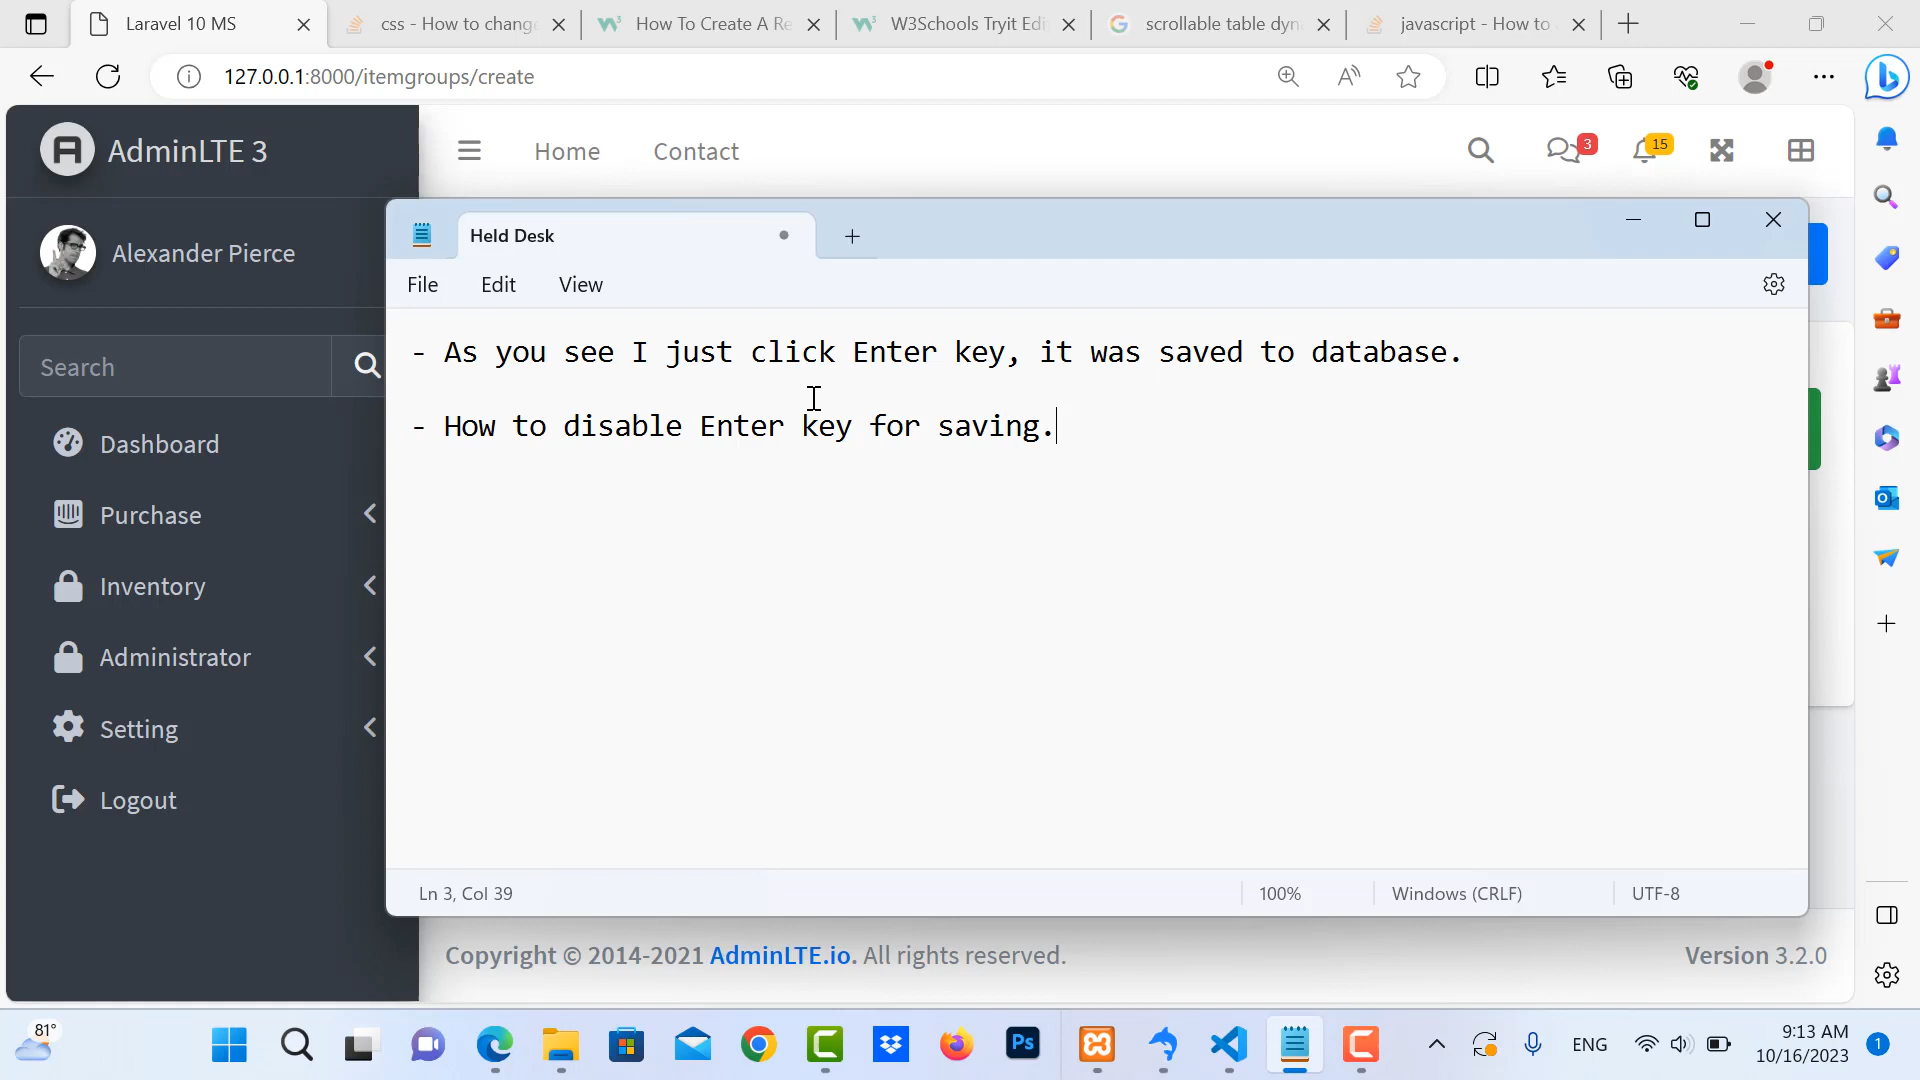 Laravel 10 MS
css - How to change
How To Create A Re
W3Schools Tryit Edi
scrollable table dyn
javascript - How to
127.0.0.1:8000/itemgroups/create
AdminLTE 3
Home
Contact
3
15
Alexander Pierce
Held Desk
File
Edit
View
Search
- As you see I just click Enter key, it was saved to database.
- How to disable Enter key for saving.
Dashboard
Purchase
Inventory
Administrator
Setting
Logout
Ln 3, Col 39
100%
Windows (CRLF)
UTF-8
Copyright © 2014-2021 AdminLTE.io. All rights reserved.
Version 3.2.0
81°
Ps
ENG
9:13 AM
10/16/2023
1